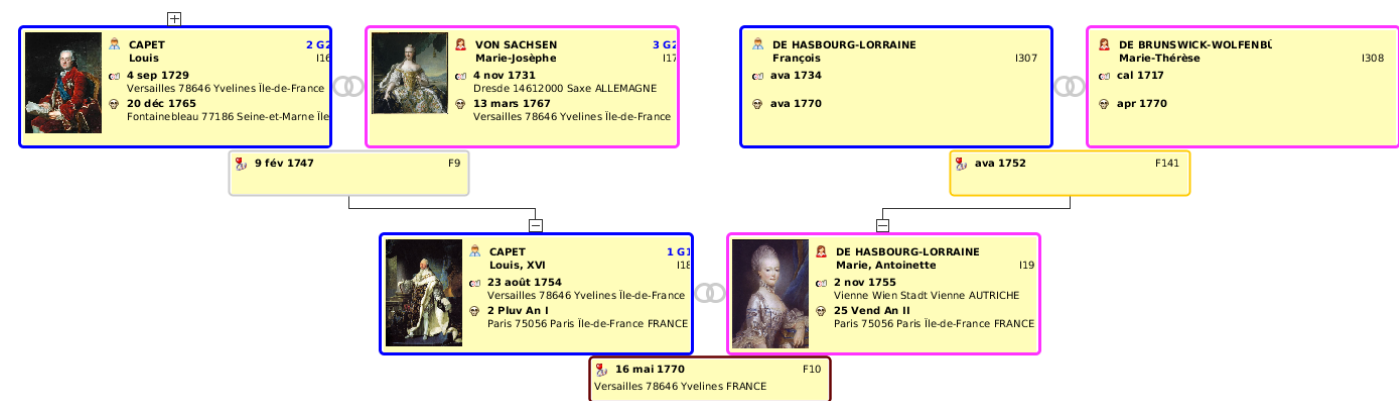 CAPET 2 G2
Louis I16
4 sep 1729
Versailles 78646 Yvelines Île-de-France
20 déc 1765
Fontainebleau 77186 Seine-et-Marne Île
VON SACHSEN 3 G2
Marie-Josèphe I17
4 nov 1731
Dresde 14612000 Saxe ALLEMAGNE
13 mars 1767
Versailles 78646 Yvelines Île-de-France
DE HASBOURG-LORRAINE
François I307
ava 1734
ava 1770
DE BRUNSWICK-WOLFENBÜ
Marie-Thérèse I308
cal 1717
apr 1770
9 fév 1747 F9
ava 1752 F141
CAPET 1 G1
Louis, XVI I18
23 août 1754
Versailles 78646 Yvelines Île-de-France
2 Pluv An I
Paris 75056 Paris Île-de-France FRANCE
DE HASBOURG-LORRAINE
Marie, Antoinette I19
2 nov 1755
Vienne Wien Stadt Vienne AUTRICHE
25 Vend An II
Paris 75056 Paris Île-de-France FRANCE
16 mai 1770 F10
Versailles 78646 Yvelines FRANCE